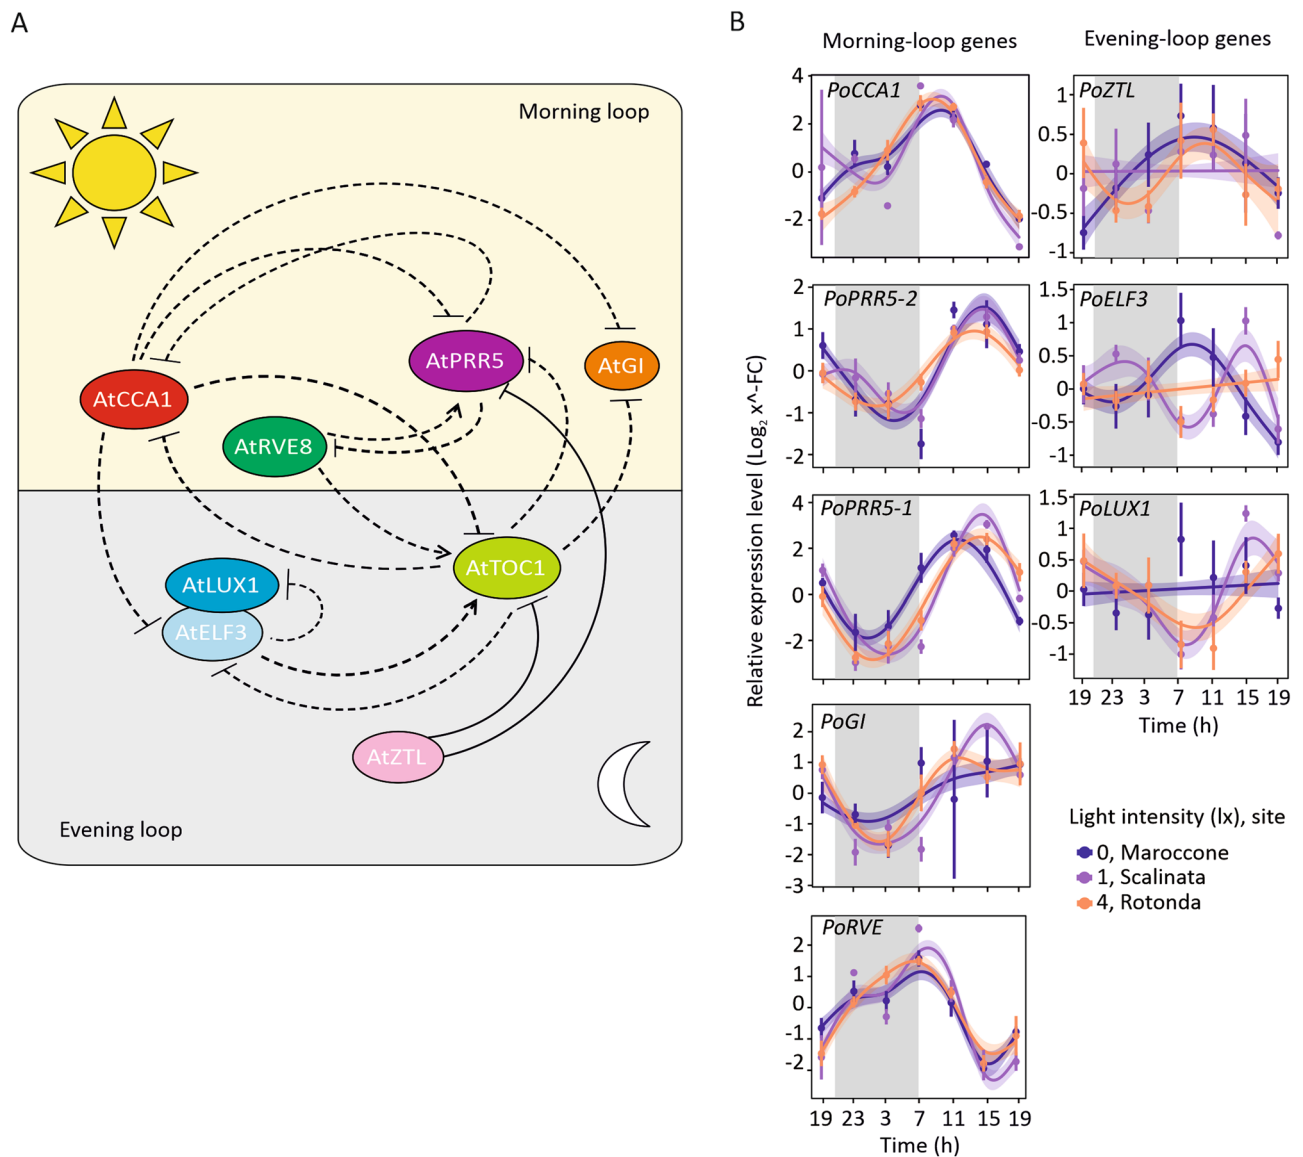 A
Morning loop
AtPRR5
AtGI
AtCCA1
AtRVE8
AtTOC1
AtLUX1
AtELF3
AtZTL
Evening loop
B
Morning-loop genes
Evening-loop genes
Relative expression level (Log2 x^-FC)
PoCCA1
4
2
0
-2
PoPRR5-2
2
1
0
-1
-2
PoPRR5-1
4
2
0
-2
PoGI
2
1
0
-1
-2
-3
PoRVE
2
1
0
-1
-2
19 23 3 7 11 15 19
Time (h)
PoZTL
1
0.5
0
-0.5
-1
PoELF3
1.5
1
0.5
0
-0.5
-1
PoLUX1
1.5
1
0.5
0
-0.5
-1
19 23 3 7 11 15 19
Time (h)
Light intensity (lx), site
0, Maroccone
1, Scalinata
4, Rotonda